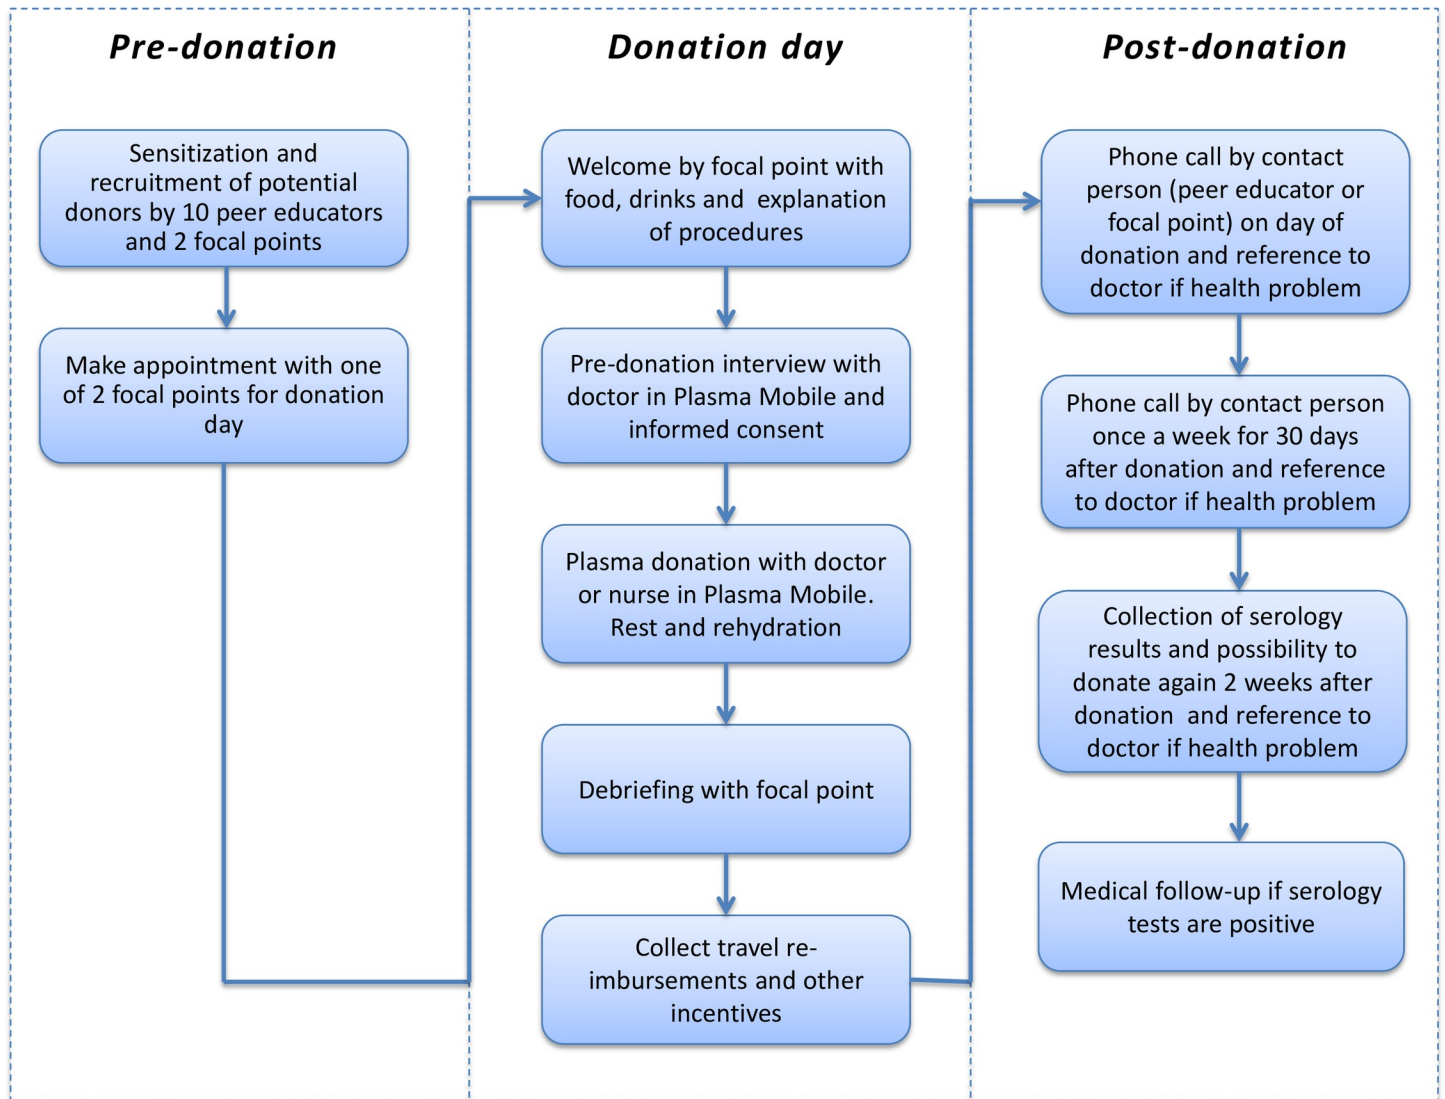 Pre-donation
Sensitization and
recruitment of potential
donors by 10 peer educators
and 2 focal points
Make appointment with one
of 2 focal points for donation
day
Donation day
Welcome by focal point with
food, drinks and explanation
of procedures
Pre-donation interview with
doctor in Plasma Mobile and
informed consent
Plasma donation with doctor
or nurse in Plasma Mobile.
Rest and rehydration
Debriefing with focal point
Collect travel re-
imbursements and other
incentives
Post-donation
Phone call by contact
person (peer educator or
focal point) on day of
donation and reference to
doctor if health problem
Phone call by contact person
once a week for 30 days
after donation and reference
to doctor if health problem
Collection of serology
results and possibility to
donate again 2 weeks after
donation and reference to
doctor if health problem
Medical follow-up if serology
tests are positive